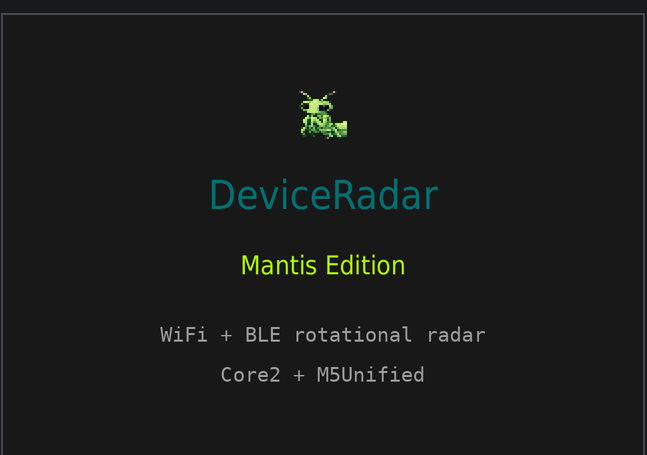 DeviceRadar
Mantis Edition
WiFi + BLE rotational radar
Core2 + M5Unified